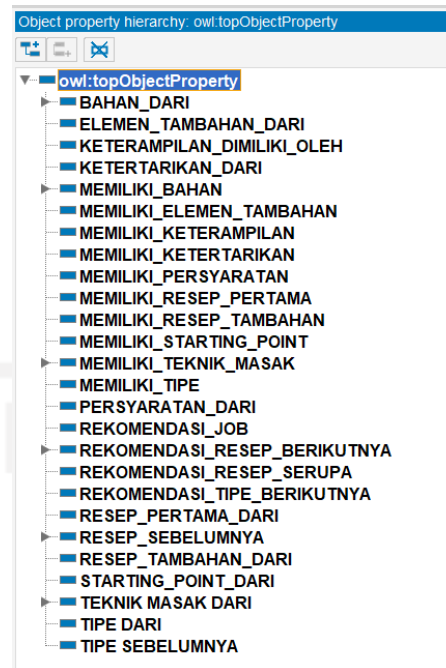 Object property hierarchy: owl:topObjectProperty
owl:topObjectProperty
BAHAN_DARI
ELEMEN_TAMBAHAN_DARI
KETERAMPILAN_DIMILIKI_OLEH
KETERTARIKAN_DARI
MEMILIKI_BAHAN
MEMILIKI_ELEMEN_TAMBAHAN
MEMILIKI_KETERAMPILAN
MEMILIKI_KETERTARIKAN
MEMILIKI_PERSYARATAN
MEMILIKI_RESEP_PERTAMA
MEMILIKI_RESEP_TAMBAHAN
MEMILIKI_STARTING_POINT
MEMILIKI_TEKNIK_MASAK
MEMILIKI_TIPE
PERSYARATAN_DARI
REKOMENDASI_JOB
REKOMENDASI_RESEP_BERIKUTNYA
REKOMENDASI_RESEP_SERUPA
REKOMENDASI_TIPE_BERIKUTNYA
RESEP_PERTAMA_DARI
RESEP_SEBELUMNYA
RESEP_TAMBAHAN_DARI
STARTING_POINT_DARI
TEKNIK MASAK DARI
TIPE DARI
TIPE SEBELUMNYA